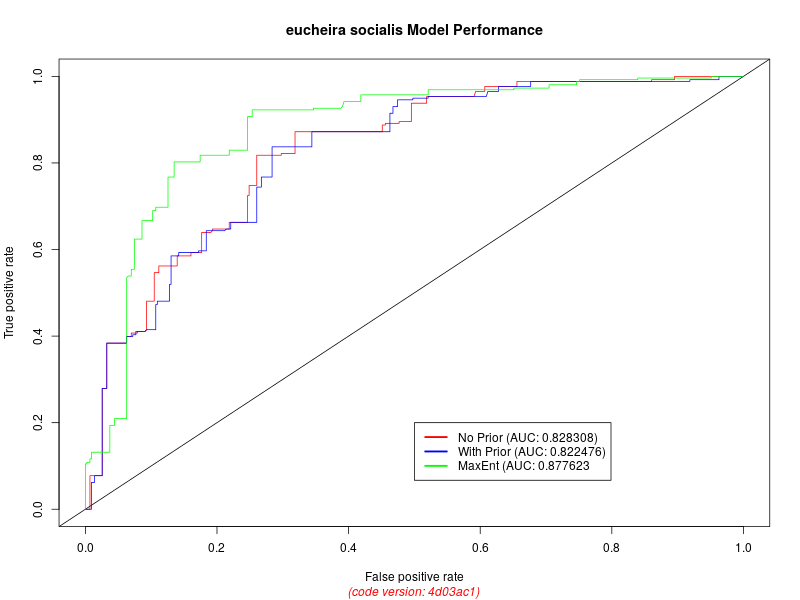 eucheira socialis Model Performance
True positive rate
1.0
0.8
0.6
0.4
0.2
0.0
No Prior (AUC: 0.828308)
With Prior (AUC: 0.822476)
MaxEnt (AUC: 0.877623
0.0 0.2 0.4 0.6 0.8 1.0
False positive rate
(code version: 4d03ac1)